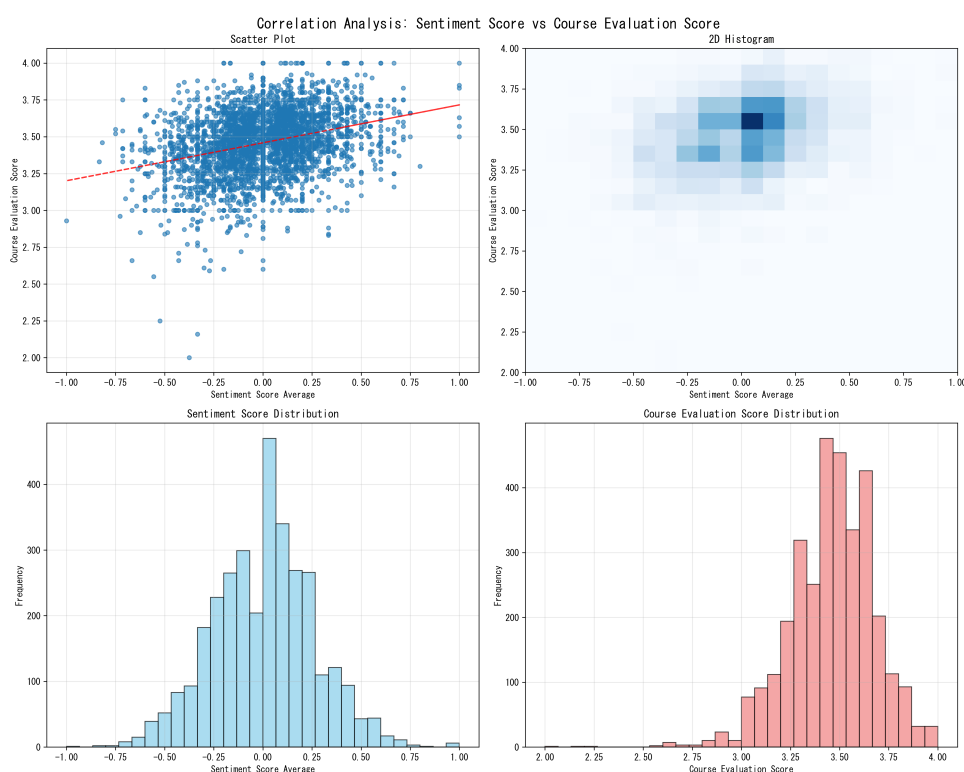 Correlation Analysis: Sentiment Score vs Course Evaluation Score
Scatter Plot
4.00
3.75
3.50
3.25
3.00
2.75
2.50
2.25
2.00
Course Evaluation Score
-1.00 -0.75 -0.50 -0.25 0.00 0.25 0.50 0.75 1.00
Sentiment Score Average
2D Histogram
4.00
3.75
3.50
3.25
3.00
2.75
2.50
2.25
2.00
Course Evaluation Score
-1.00 -0.75 -0.50 -0.25 0.00 0.25 0.50 0.75 1.00
Sentiment Score Average
Sentiment Score Distribution
400
300
200
100
0
Frequency
-1.00 -0.75 -0.50 -0.25 0.00 0.25 0.50 0.75 1.00
Sentiment Score Average
Course Evaluation Score Distribution
400
300
200
100
0
Frequency
2.00 2.25 2.50 2.75 3.00 3.25 3.50 3.75 4.00
Course Evaluation Score